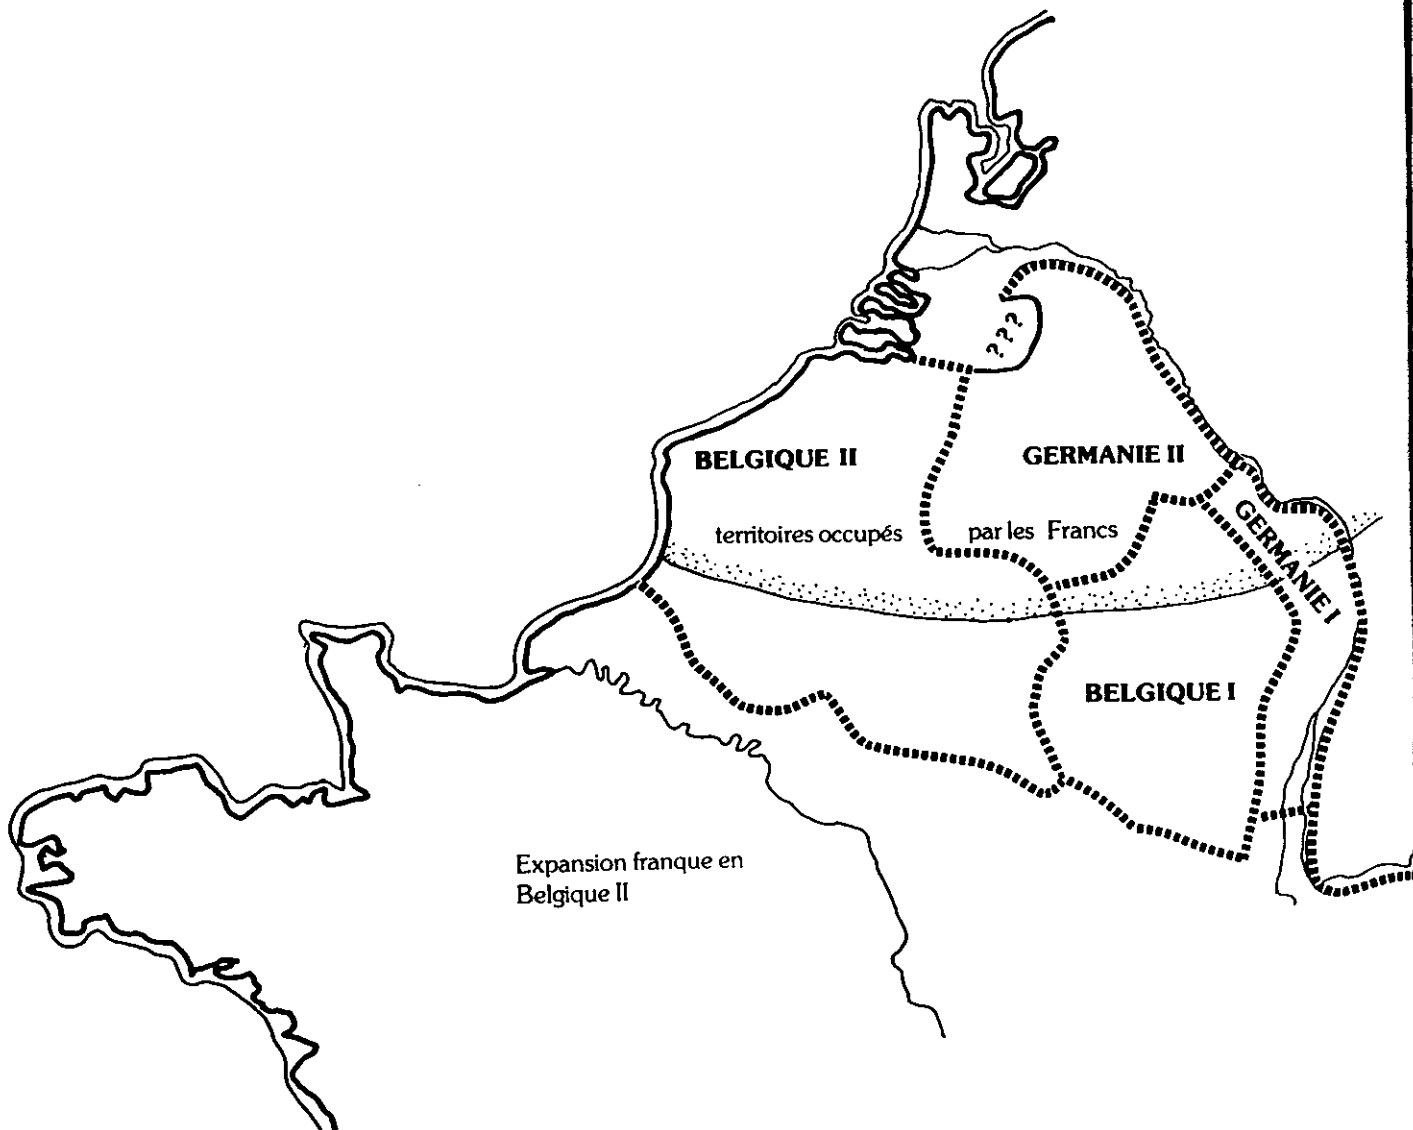 ? ? ?
BELGIQUE II
GERMANIE II
GERMANIE I
territoires occupés
par les Francs
BELGIQUE I
Expansion franque en
Belgique II